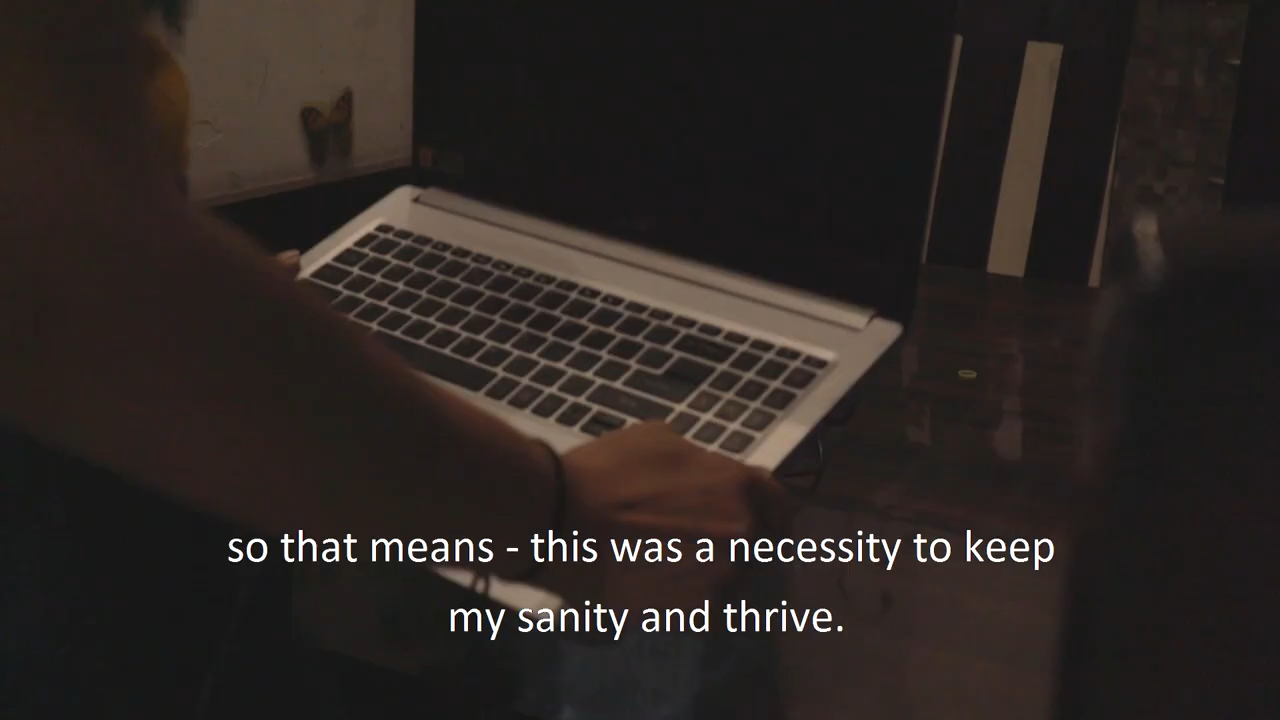 so that means - this was a necessity to keep
my sanity and thrive.